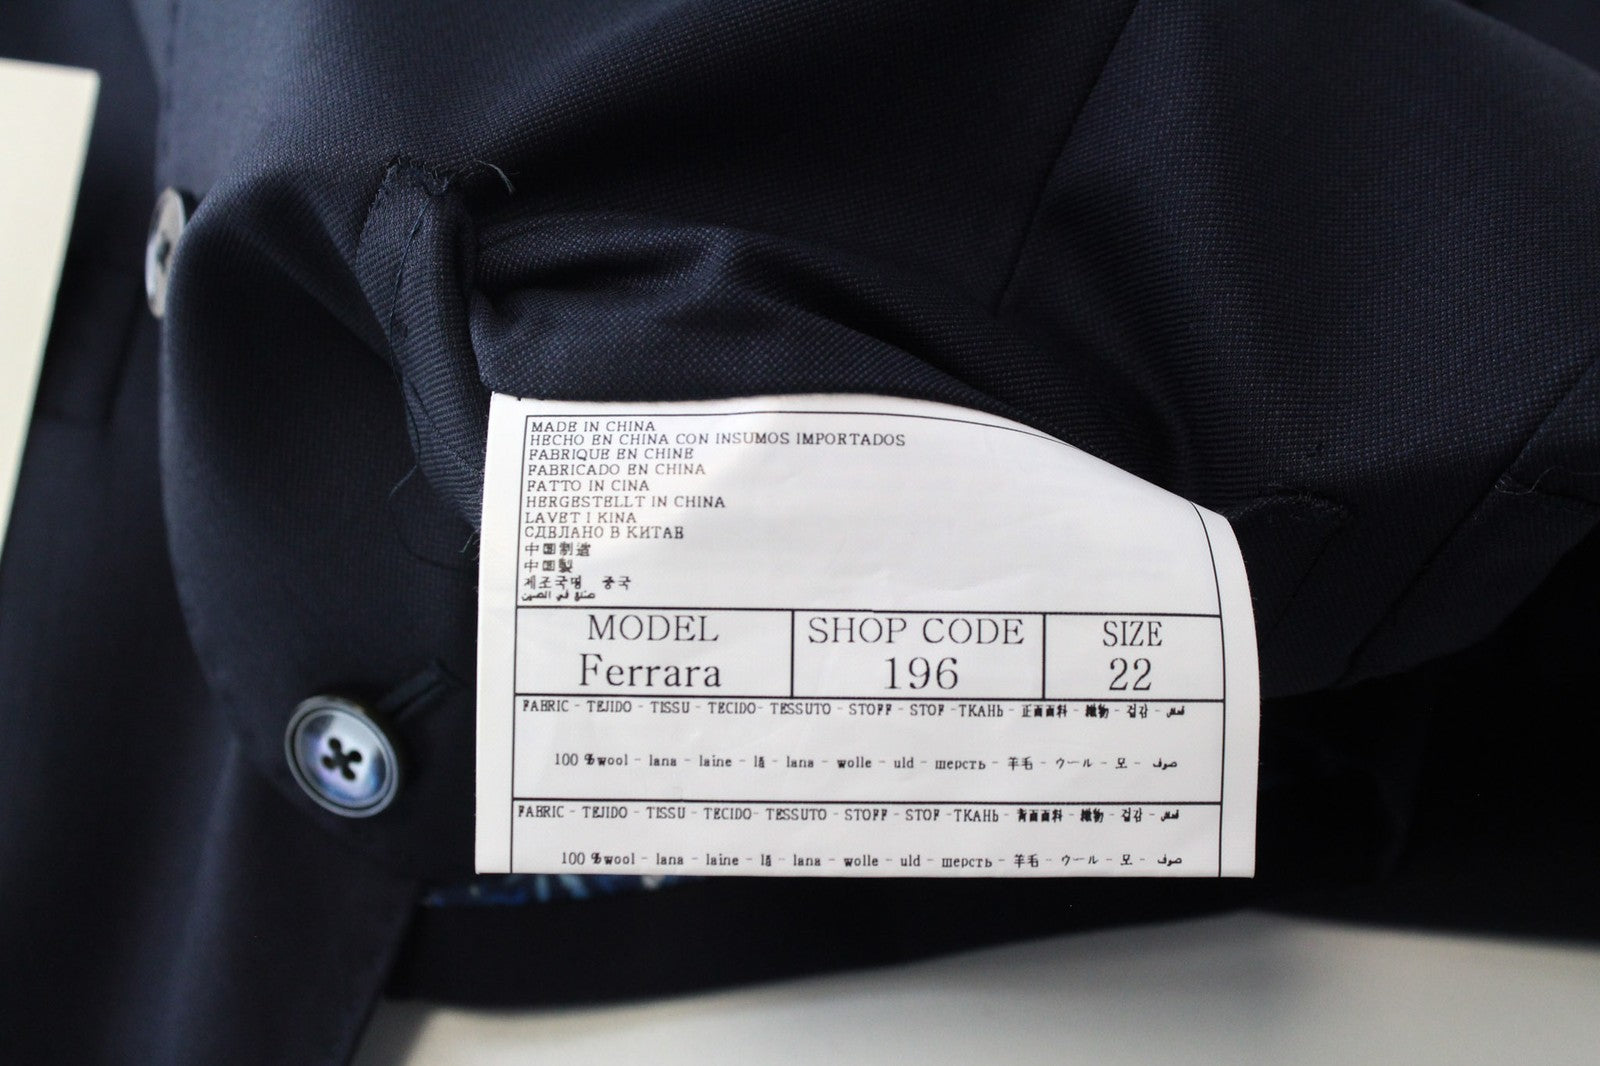 MADE IN CHINA
HECHO EN CHINA CON INSUMOS IMPORTADOS
FABRIQUE EN CHINE
FABRICADO EN CHINA
FATTO IN CINA
HERGESTELLT IN CHINA
LAVET I KINA
СДЕЛАНО В КИТАЕ
中国制造
中国製
제조국명 중국
صنع في الصين
MODEL SHOP CODE SIZE
Ferrara 196 22
FABRIC - TEJIDO - TISSU - TECIDO- TESSUTO - STOFF - STOF -ТКАНЬ - 正面面料 - 織物 - 겉감 - قماش
100 %wool - lana - laine - lã - lana - wolle - uld - шерсть - 羊毛 - ウール - 모 - صوف
FABRIC - TEJIDO - TISSU - TECIDO- TESSUTO - STOFF - STOF -ТКАНЬ - 背面面料 - 織物 - 겉감 - قماش
100 %wool - lana - laine - lã - lana - wolle - uld - шерсть - 羊毛 - ウール - 모 - صوف